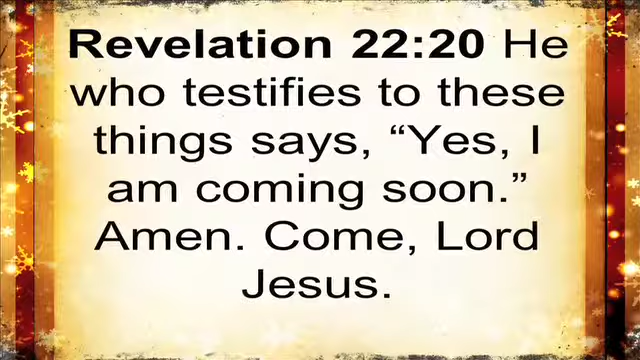 Revelation 22:20 He
who testifies to these
things says, “Yes, I
am coming soon.”
Amen. Come, Lord
Jesus.